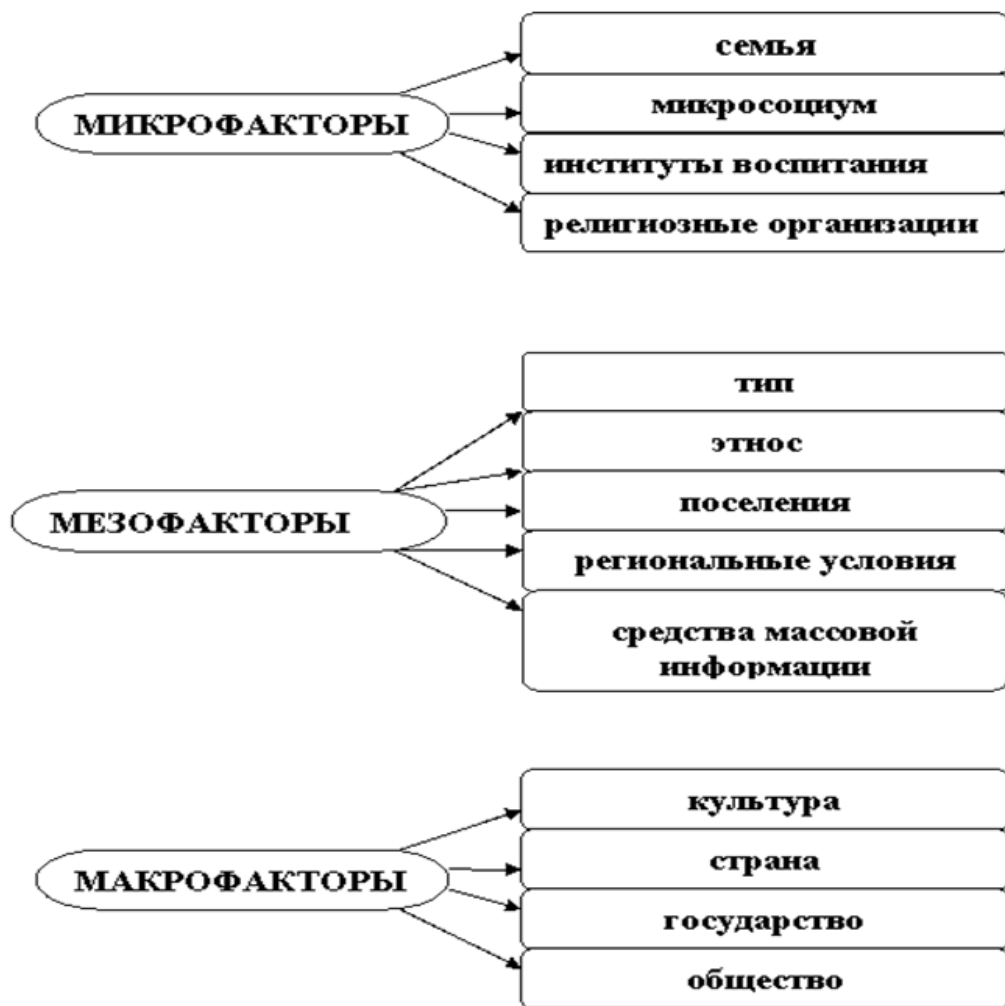 семья
МИКРОФАКТОРЫ
микросоциум
институты воспитания
религиозные организации
тип
этнос
МЕЗОФАКТОРЫ
поселения
региональные условия
средства массовой
информации
культура
МАКРОФАКТОРЫ
страна
государство
общество